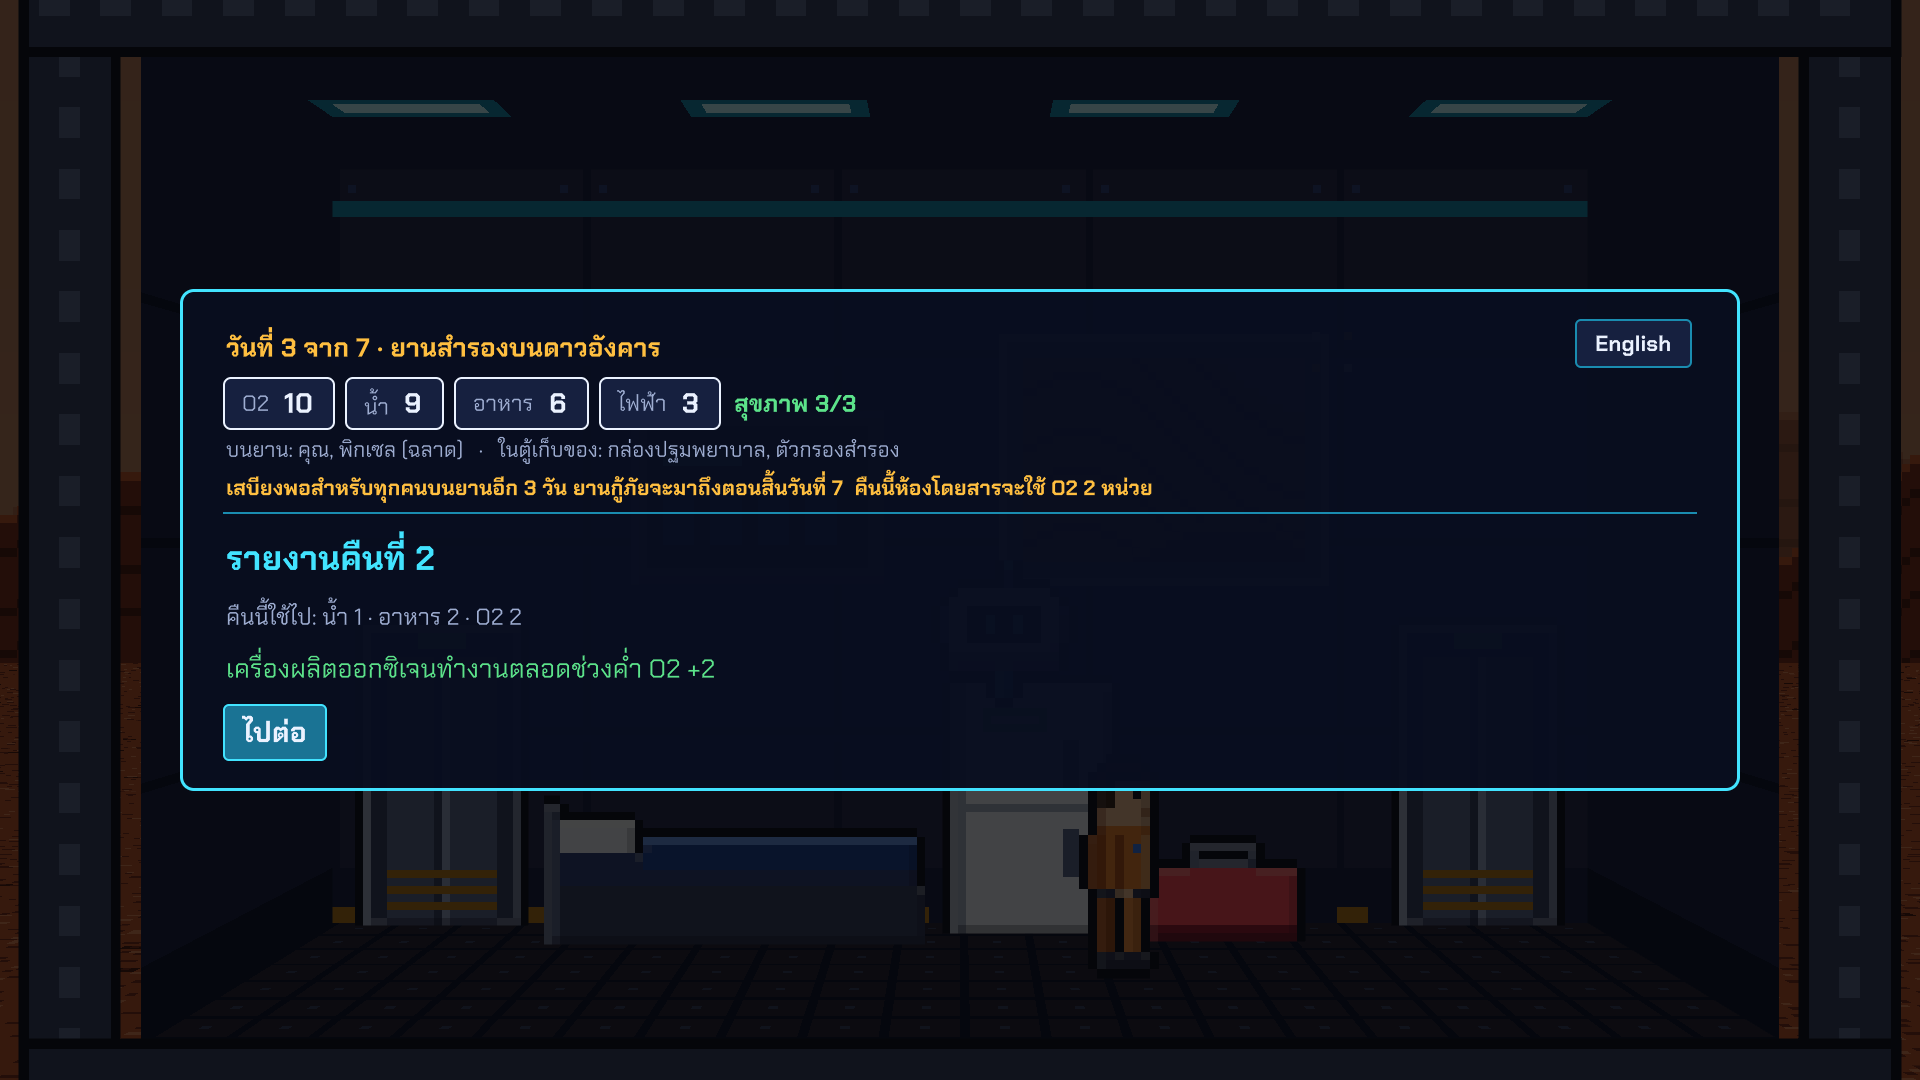 วันที่ 3 จาก 7 · ยานสำรองบนดาวอังคาร
English
O2 10 น้ำ 9 อาหาร 6 ไฟฟ้า 3 สุขภาพ 3/3
บนยาน: คุณ, พิกเซล (ฉลาด) · ในตู้เก็บของ: กล่องปฐมพยาบาล, ตัวกรองสำรอง
เสบียงพอสำหรับทุกคนบนยานอีก 3 วัน ยานกู้ภัยจะมาถึงตอนสิ้นวันที่ 7 คืนนี้ห้องโดยสารจะใช้ O2 2 หน่วย
รายงานคืนที่ 2
คืนนี้ใช้ไป: น้ำ 1 · อาหาร 2 · O2 2
เครื่องผลิตออกซิเจนทำงานตลอดช่วงค่ำ O2 +2
ไปต่อ